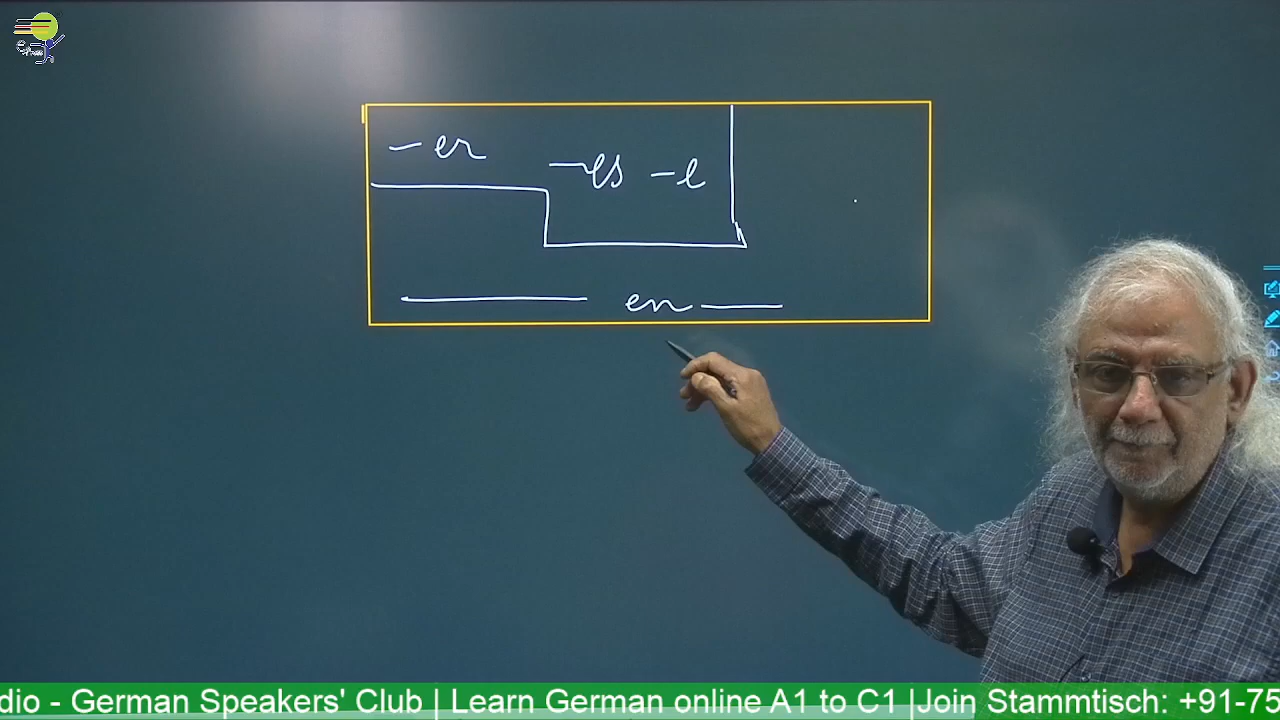 -er
-es -e
en
dio - German Speakers' Club | Learn German online A1 to C1 |Join Stammtisch: +91-75